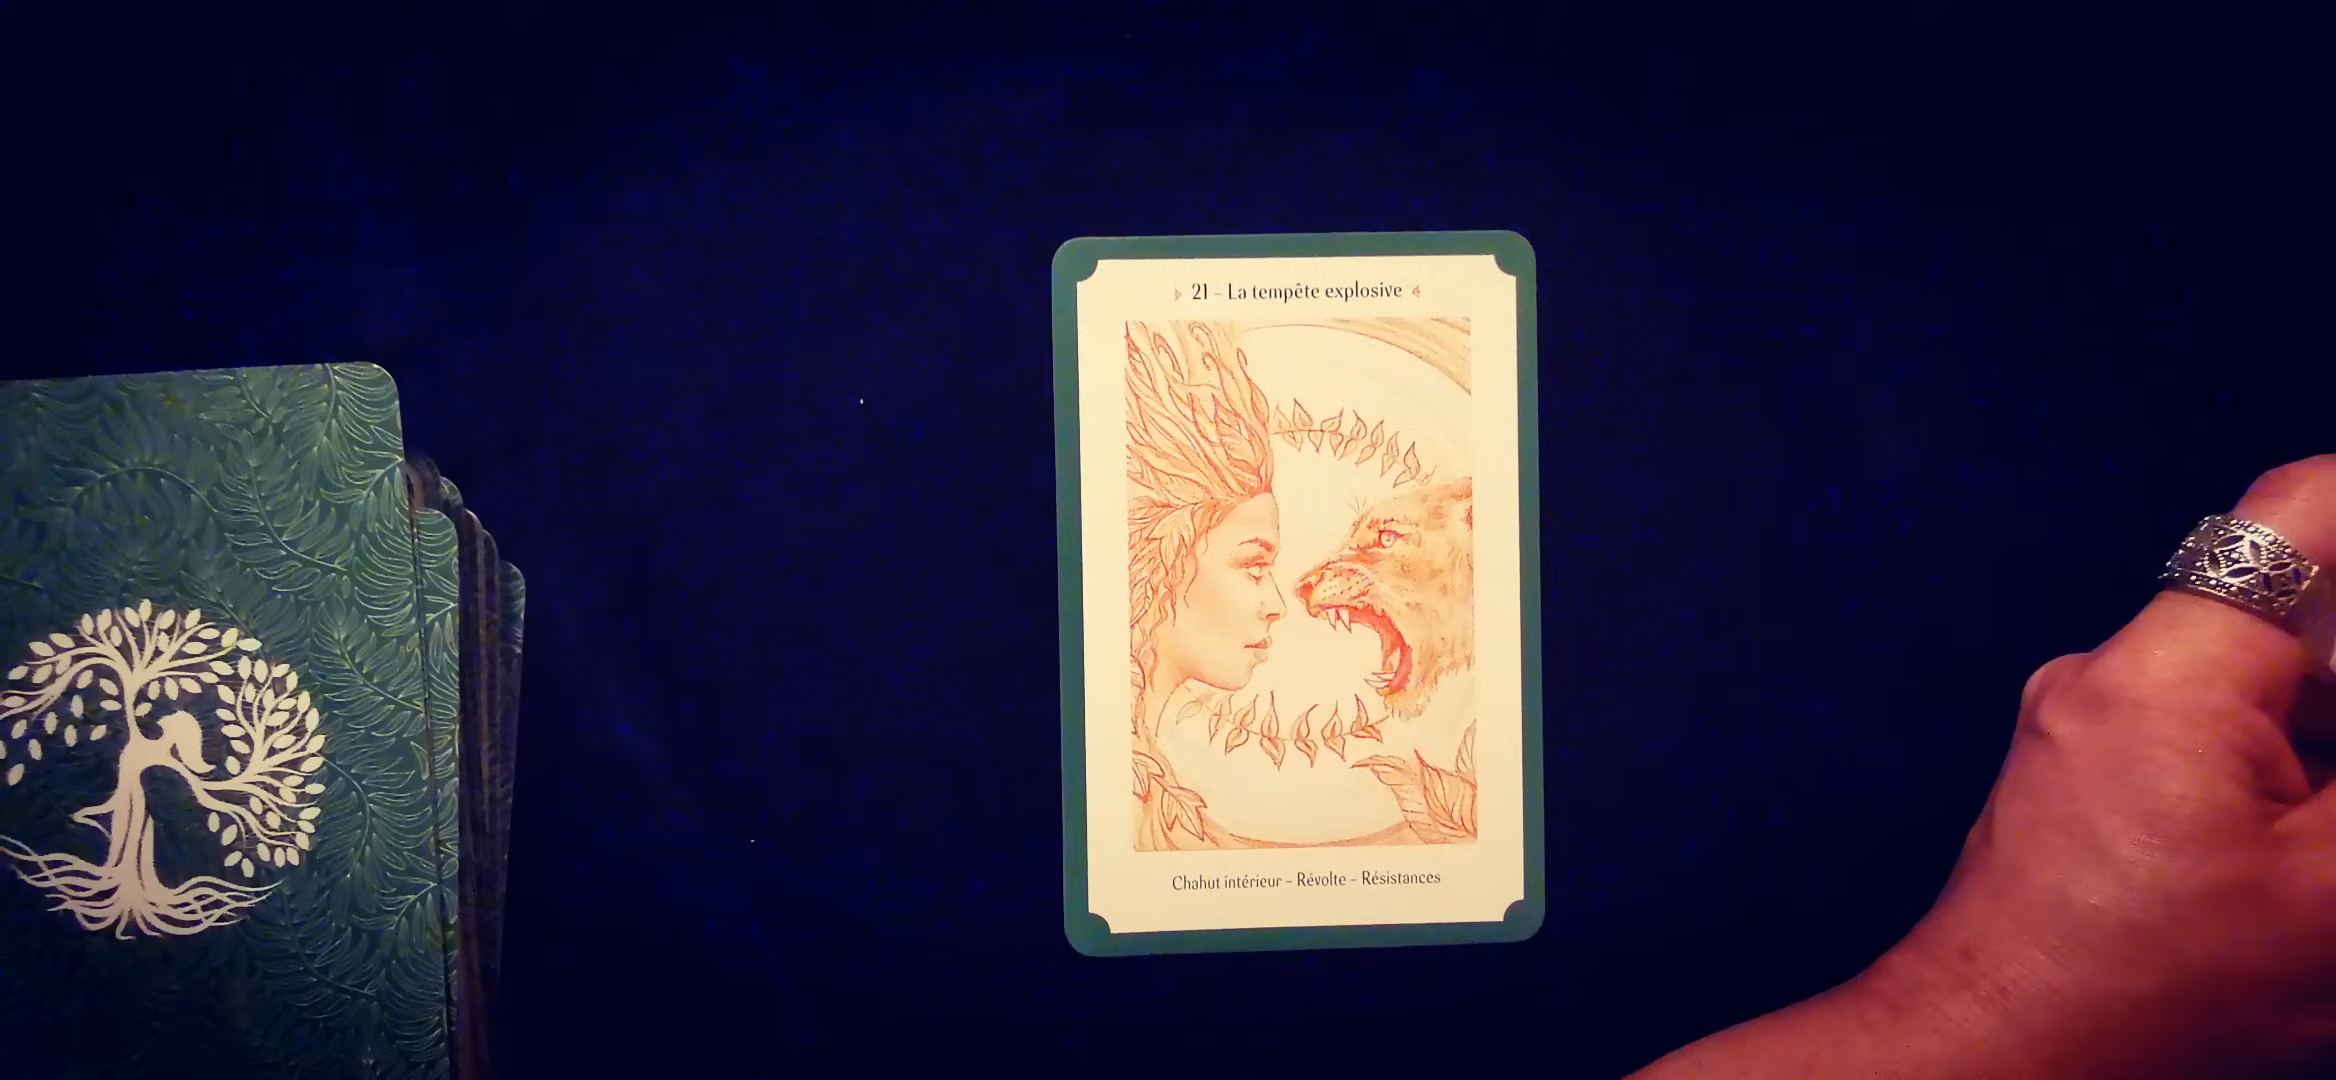 21 - La tempête explosive
Chahut intérieur - Révolte - Résistances